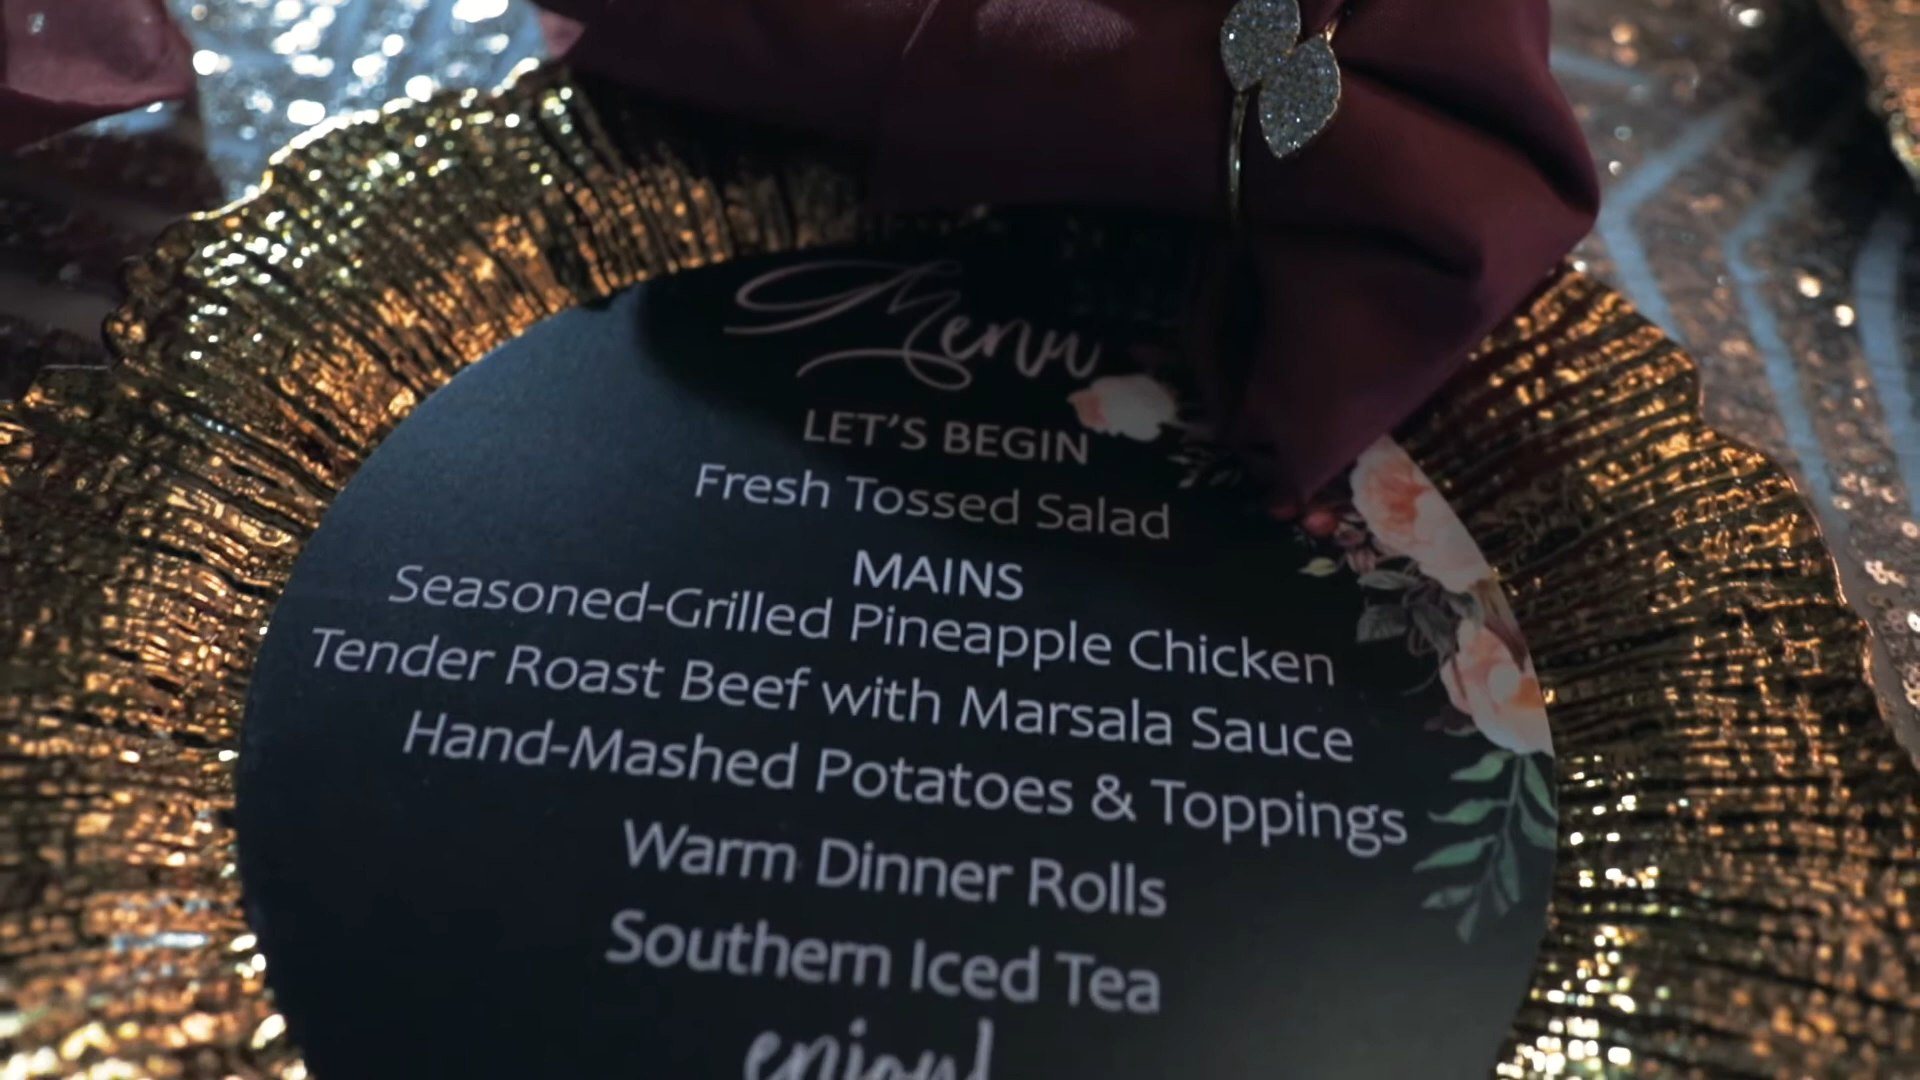 Menu
LET'S BEGIN
Fresh Tossed Salad
MAINS
Seasoned-Grilled Pineapple Chicken
Tender Roast Beef with Marsala Sauce
Hand-Mashed Potatoes & Toppings
Warm Dinner Rolls
Southern Iced Tea
enjoy!